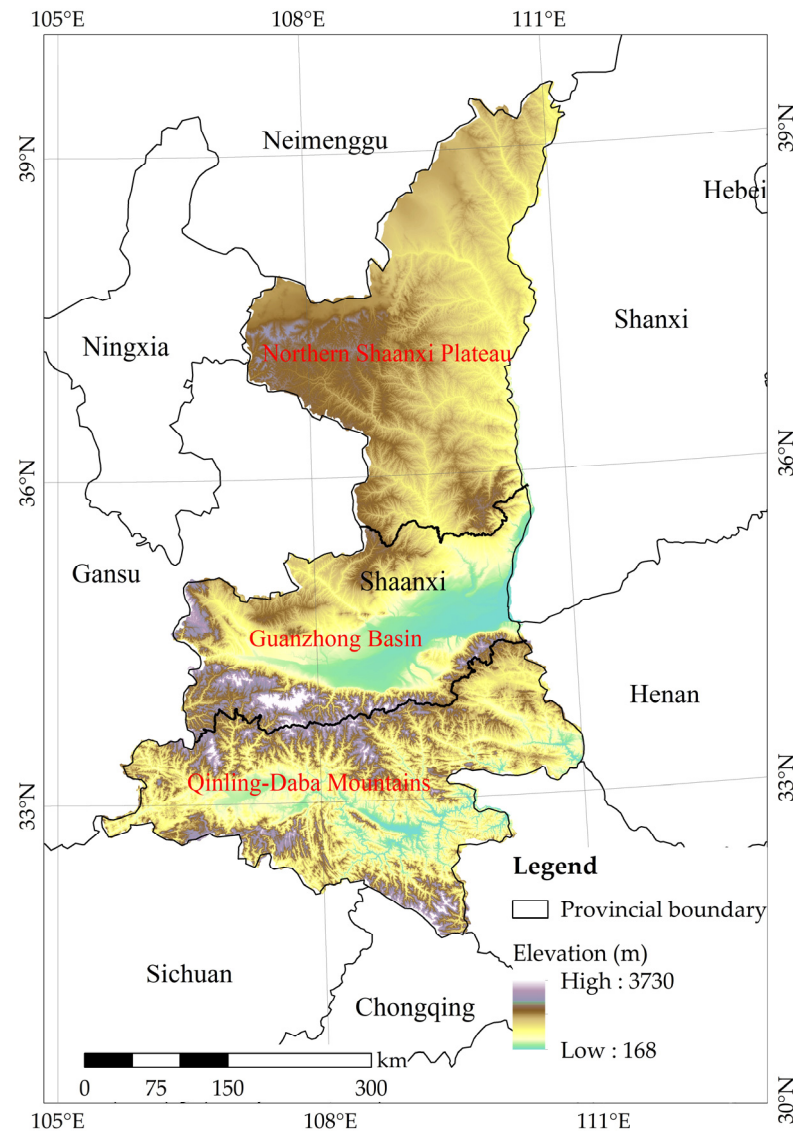 105°E 108°E 111°E
39°N
39°N
Neimenggu
Hebei
Shanxi
Ningxia
Northern Shaanxi Plateau
36°N
36°N
Gansu
Shaanxi
Guanzhong Basin
Henan
33°N
33°N
Qinling-Daba Mountains
Legend
Provincial boundary
Elevation (m)
High : 3730
Low : 168
Sichuan
Chongqing
km
0 75 150 300
30°N
105°E 108°E 111°E